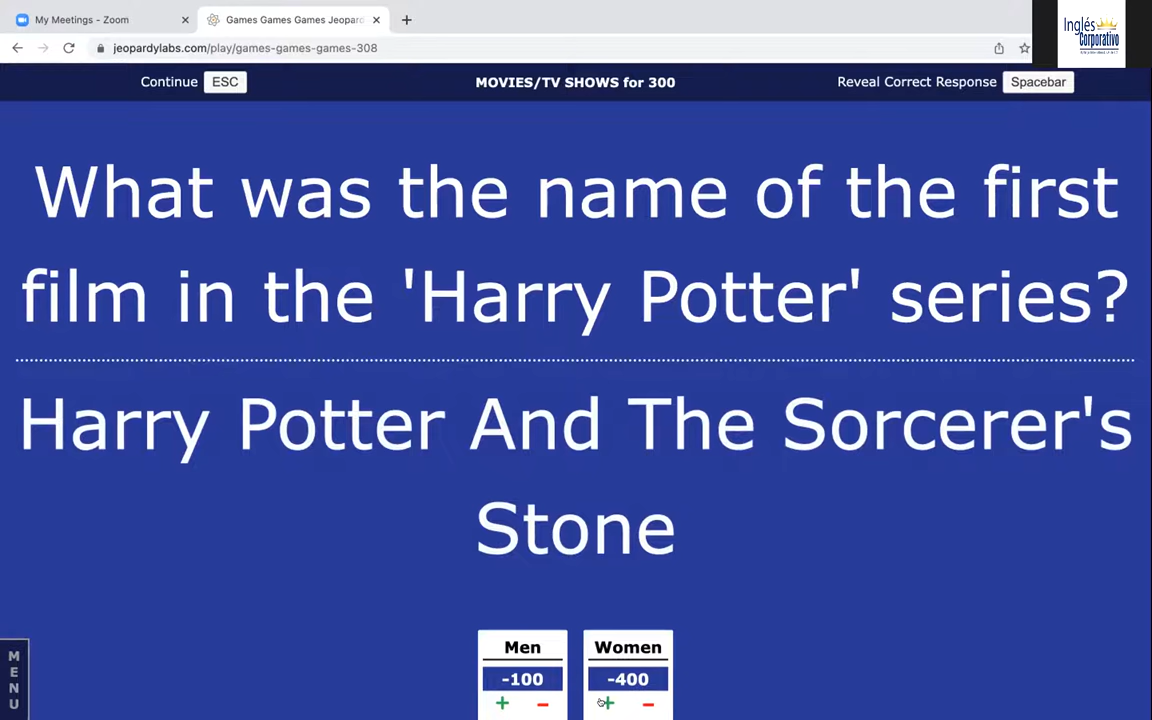 My Meetings - Zoom
Games Games Games Jeopard
jeopardylabs.com/play/games-games-games-308
Inglés
Corporativo
Continue ESC
MOVIES/TV SHOWS for 300
Reveal Correct Response Spacebar
What was the name of the first
film in the 'Harry Potter' series?
Harry Potter And The Sorcerer's
Stone
Men
-100
+ −
Women
-400
+ −
MENU